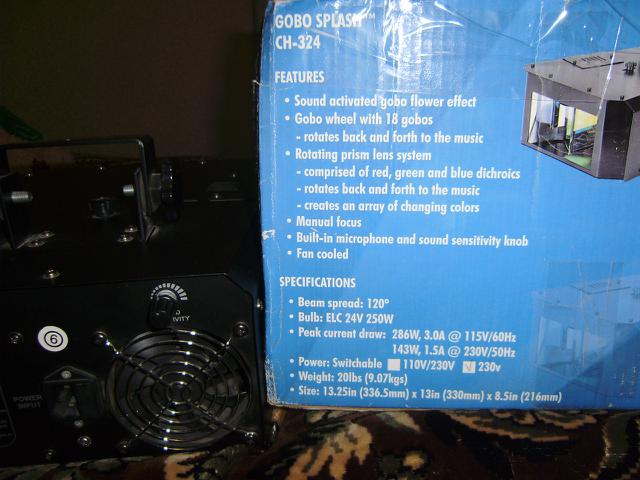 GOBO SPLASH™
CH-324
FEATURES
• Sound activated gobo flower effect
• Gobo wheel with 18 gobos
- rotates back and forth to the music
• Rotating prism lens system
- comprised of red, green and blue dichroics
- rotates back and forth to the music
- creates an array of changing colors
• Manual focus
• Built-in microphone and sound sensitivity knob
• Fan cooled
SPECIFICATIONS
• Beam spread: 120°
• Bulb: ELC 24V 250W
• Peak current draw: 286W, 3.0A @ 115V/60Hz
143W, 1.5A @ 230V/50Hz
• Power: Switchable 110V/230V 230v
• Weight: 20lbs (9.07kgs)
• Size: 13.25in (336.5mm) x 13in (330mm) x 8.5in (216mm)
6
POWER
INPUT